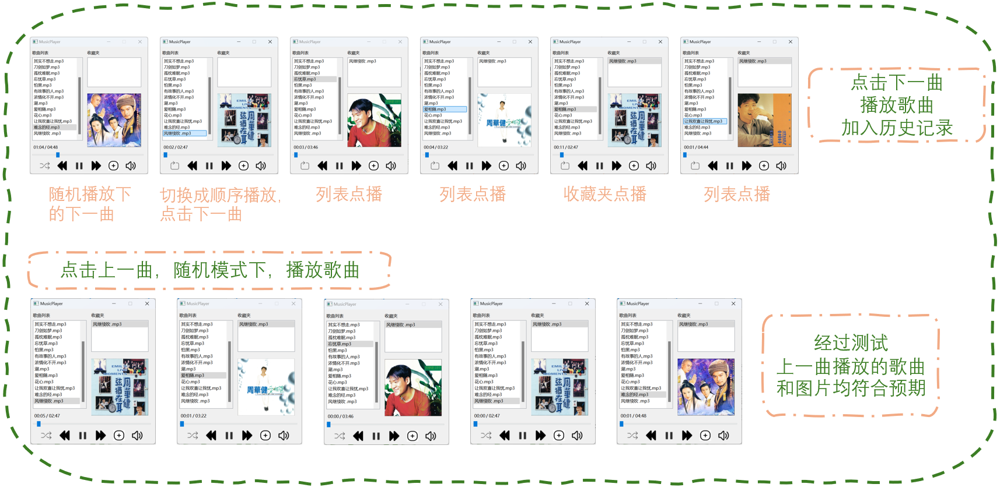 MusicPlayer
歌曲列表 收藏夹
其实不想走.mp3
刀剑如梦.mp3
孤枕难眠.mp3
忘忧草.mp3
怕黑.mp3
有故事的人.mp3
浓情化不开.mp3
潮.mp3
爱相随.mp3
花心.mp3
让我欢喜让我忧.mp3
难念的经.mp3
风继续吹 .mp3
01:04 / 04:48
MusicPlayer
歌曲列表 收藏夹
其实不想走.mp3
刀剑如梦.mp3
孤枕难眠.mp3
忘忧草.mp3
怕黑.mp3
有故事的人.mp3
浓情化不开.mp3
潮.mp3
爱相随.mp3
花心.mp3
让我欢喜让我忧.mp3
难念的经.mp3
风继续吹 .mp3
EMIL
LIV
MOMENTS
周華健
弦猶在耳
00:02 / 02:47
MusicPlayer
歌曲列表 收藏夹
风继续吹 .mp3
其实不想走.mp3
刀剑如梦.mp3
孤枕难眠.mp3
忘忧草.mp3
怕黑.mp3
有故事的人.mp3
浓情化不开.mp3
潮.mp3
爱相随.mp3
花心.mp3
让我欢喜让我忧.mp3
难念的经.mp3
风继续吹 .mp3
00:03 / 03:46
MusicPlayer
歌曲列表 收藏夹
风继续吹 .mp3
其实不想走.mp3
刀剑如梦.mp3
孤枕难眠.mp3
忘忧草.mp3
怕黑.mp3
有故事的人.mp3
浓情化不开.mp3
潮.mp3
爱相随.mp3
花心.mp3
让我欢喜让我忧.mp3
难念的经.mp3
风继续吹 .mp3
周華健
00:04 / 03:22
MusicPlayer
歌曲列表 收藏夹
风继续吹 .mp3
其实不想走.mp3
刀剑如梦.mp3
孤枕难眠.mp3
忘忧草.mp3
怕黑.mp3
有故事的人.mp3
浓情化不开.mp3
潮.mp3
爱相随.mp3
花心.mp3
让我欢喜让我忧.mp3
难念的经.mp3
风继续吹 .mp3
EMIL
LIV
MOMENTS
周華健
弦猶在耳
00:11 / 02:47
MusicPlayer
歌曲列表 收藏夹
风继续吹 .mp3
其实不想走.mp3
刀剑如梦.mp3
孤枕难眠.mp3
忘忧草.mp3
怕黑.mp3
有故事的人.mp3
浓情化不开.mp3
潮.mp3
爱相随.mp3
花心.mp3
让我欢喜让我忧.mp3
难念的经.mp3
风继续吹 .mp3
周華健
00:01 / 04:44
点击下一曲
播放歌曲
加入历史记录
随机播放下
的下一曲
切换成顺序播放，
点击下一曲
列表点播
列表点播
收藏夹点播
列表点播
点击上一曲，随机模式下，播放歌曲
MusicPlayer
歌曲列表 收藏夹
风继续吹 .mp3
其实不想走.mp3
刀剑如梦.mp3
孤枕难眠.mp3
忘忧草.mp3
怕黑.mp3
有故事的人.mp3
浓情化不开.mp3
潮.mp3
爱相随.mp3
花心.mp3
让我欢喜让我忧.mp3
难念的经.mp3
风继续吹 .mp3
EMIL
LIV
MOMENTS
周華健
弦猶在耳
00:05 / 02:47
MusicPlayer
歌曲列表 收藏夹
风继续吹 .mp3
其实不想走.mp3
刀剑如梦.mp3
孤枕难眠.mp3
忘忧草.mp3
怕黑.mp3
有故事的人.mp3
浓情化不开.mp3
潮.mp3
爱相随.mp3
花心.mp3
让我欢喜让我忧.mp3
难念的经.mp3
风继续吹 .mp3
周華健
00:01 / 03:22
MusicPlayer
歌曲列表 收藏夹
风继续吹 .mp3
其实不想走.mp3
刀剑如梦.mp3
孤枕难眠.mp3
忘忧草.mp3
怕黑.mp3
有故事的人.mp3
浓情化不开.mp3
潮.mp3
爱相随.mp3
花心.mp3
让我欢喜让我忧.mp3
难念的经.mp3
风继续吹 .mp3
00:00 / 03:46
MusicPlayer
歌曲列表 收藏夹
风继续吹 .mp3
其实不想走.mp3
刀剑如梦.mp3
孤枕难眠.mp3
忘忧草.mp3
怕黑.mp3
有故事的人.mp3
浓情化不开.mp3
潮.mp3
爱相随.mp3
花心.mp3
让我欢喜让我忧.mp3
难念的经.mp3
风继续吹 .mp3
EMIL
LIV
MOMENTS
周華健
弦猶在耳
00:00 / 02:47
MusicPlayer
歌曲列表 收藏夹
风继续吹 .mp3
其实不想走.mp3
刀剑如梦.mp3
孤枕难眠.mp3
忘忧草.mp3
怕黑.mp3
有故事的人.mp3
浓情化不开.mp3
潮.mp3
爱相随.mp3
花心.mp3
让我欢喜让我忧.mp3
难念的经.mp3
风继续吹 .mp3
00:01 / 04:48
经过测试
上一曲播放的歌曲
和图片均符合预期